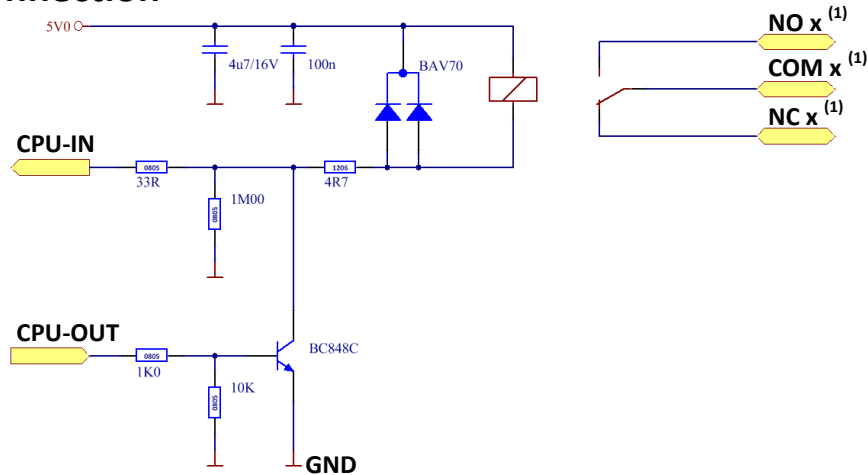 5V0
4u7/16V
100n
BAV70
NO x (1)
COM x (1)
NC x (1)
CPU-IN
0805
33R
1206
4R7
1M00
0805
CPU-OUT
0805
1K0
BC848C
10K
0805
GND